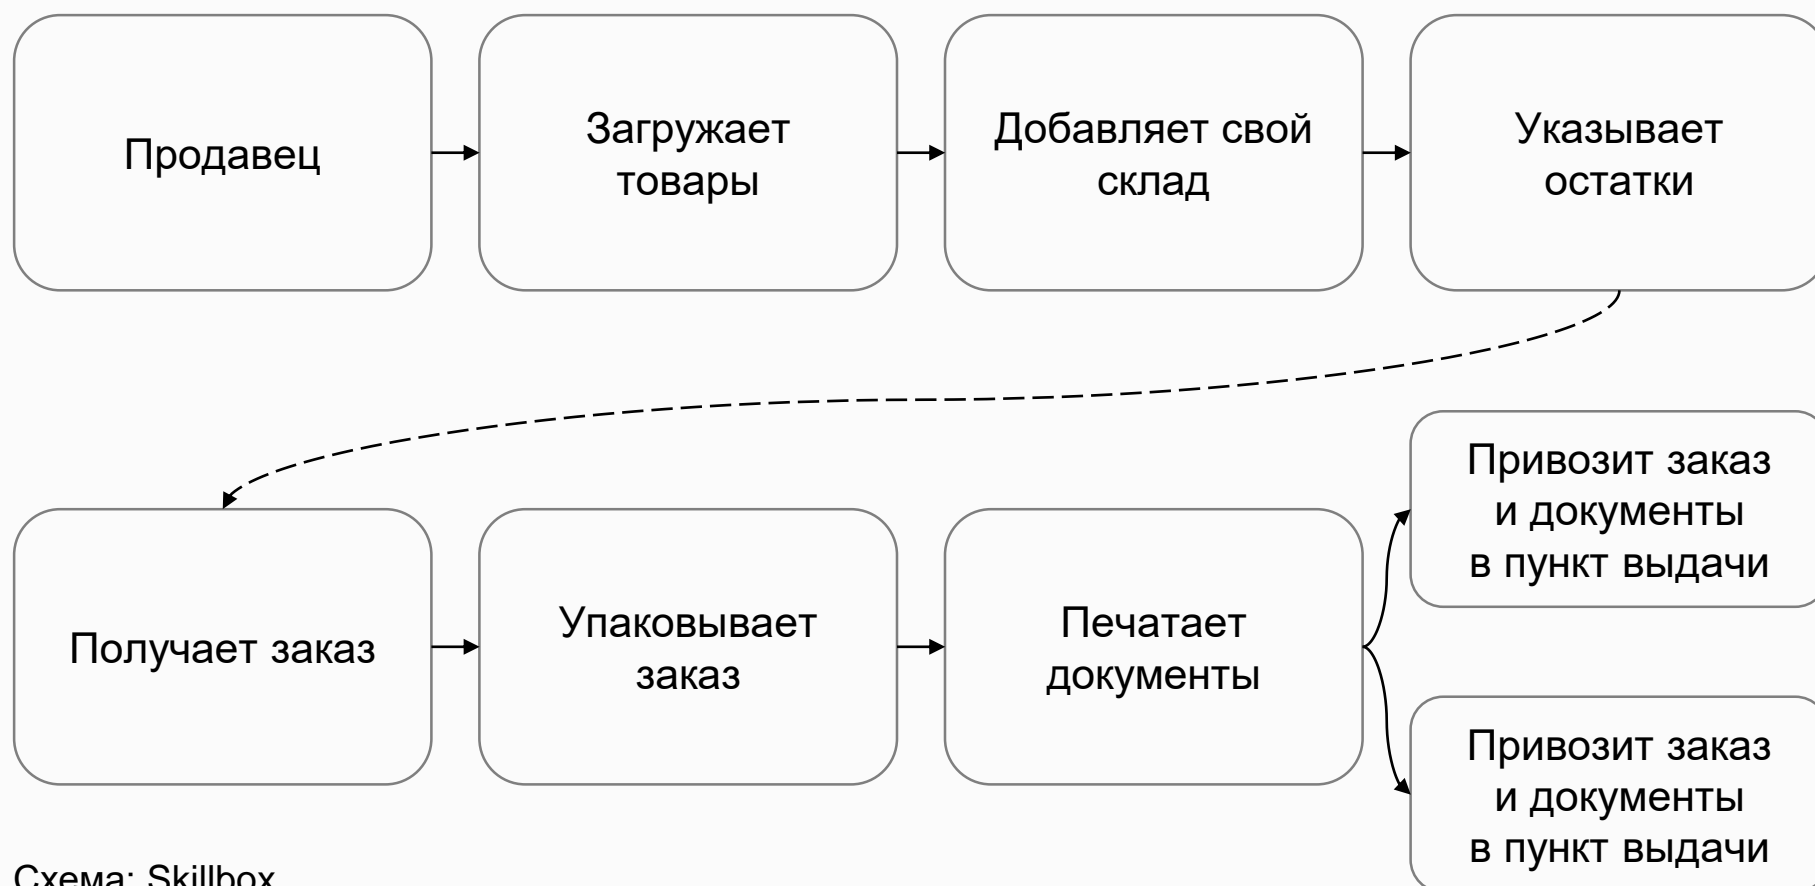 Продавец
Загружает
товары
Добавляет свой
склад
Указывает
остатки
Получает заказ
Упаковывает
заказ
Печатает
документы
Привозит заказ
и документы
в пункт выдачи
Привозит заказ
и документы
в пункт выдачи
Схема: Skillbox